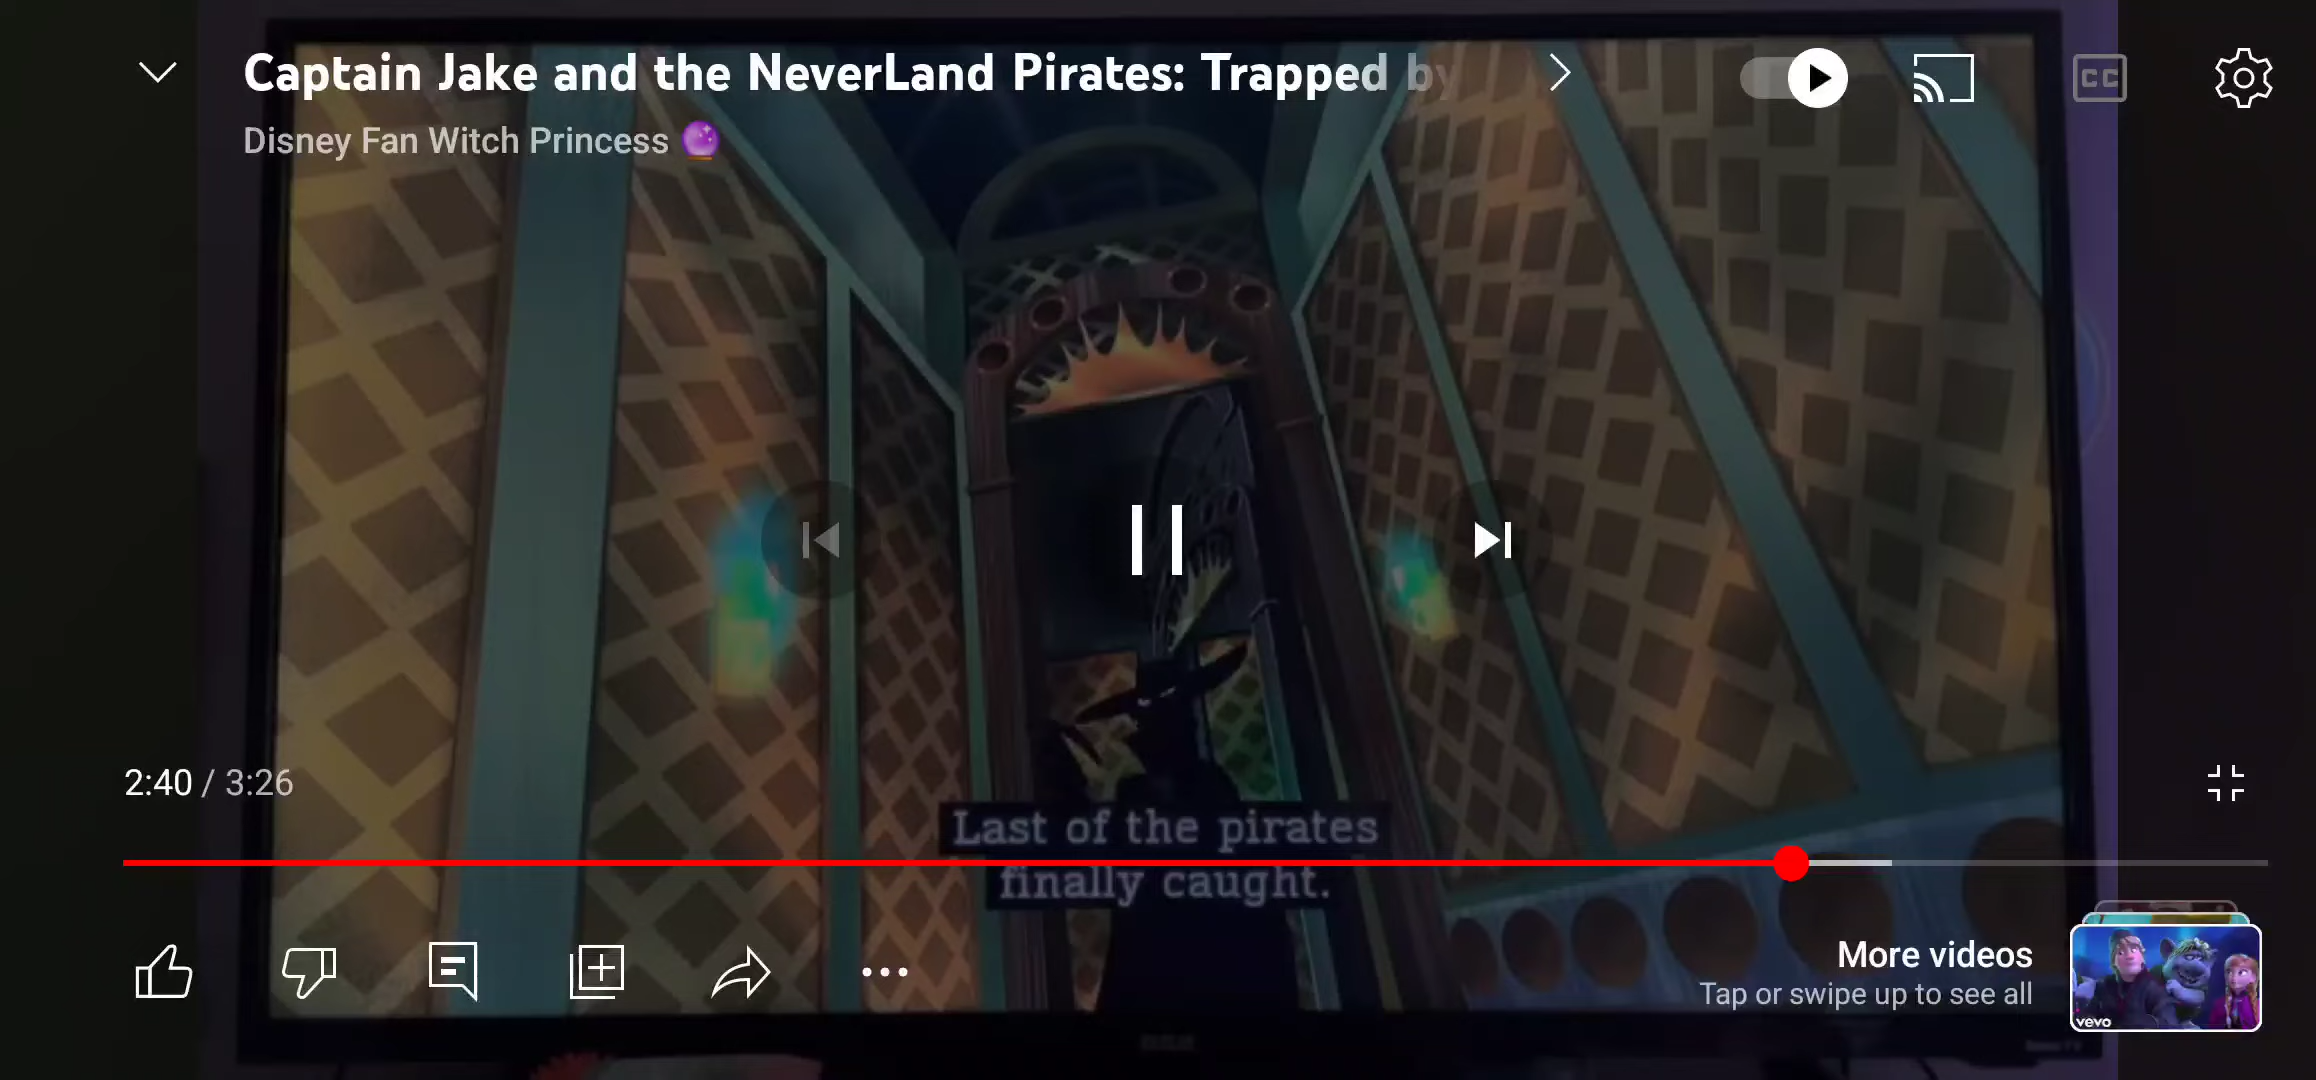 Captain Jake and the NeverLand Pirates: Trapped by
CC
Disney Fan Witch Princess 🔮
2:40 / 3:26
Last of the pirates
finally caught.
More videos
Tap or swipe up to see all
vevo